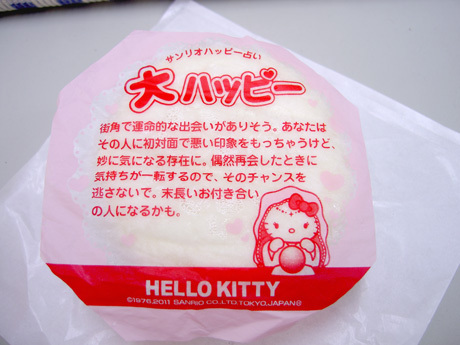 サンリオハッピー占い
大ハッピー
街角で運命的な出会いがありそう。あなたは
その人に初対面で悪い印象をもっちゃうけど、
妙に気になる存在に。偶然再会したときに
気持ちが一転するので、そのチャンスを
逃さないで。末長いお付き合い
の人になるかも。
HELLO KITTY
©1976,2011 SANRIO CO.,LTD.TOKYO,JAPAN®